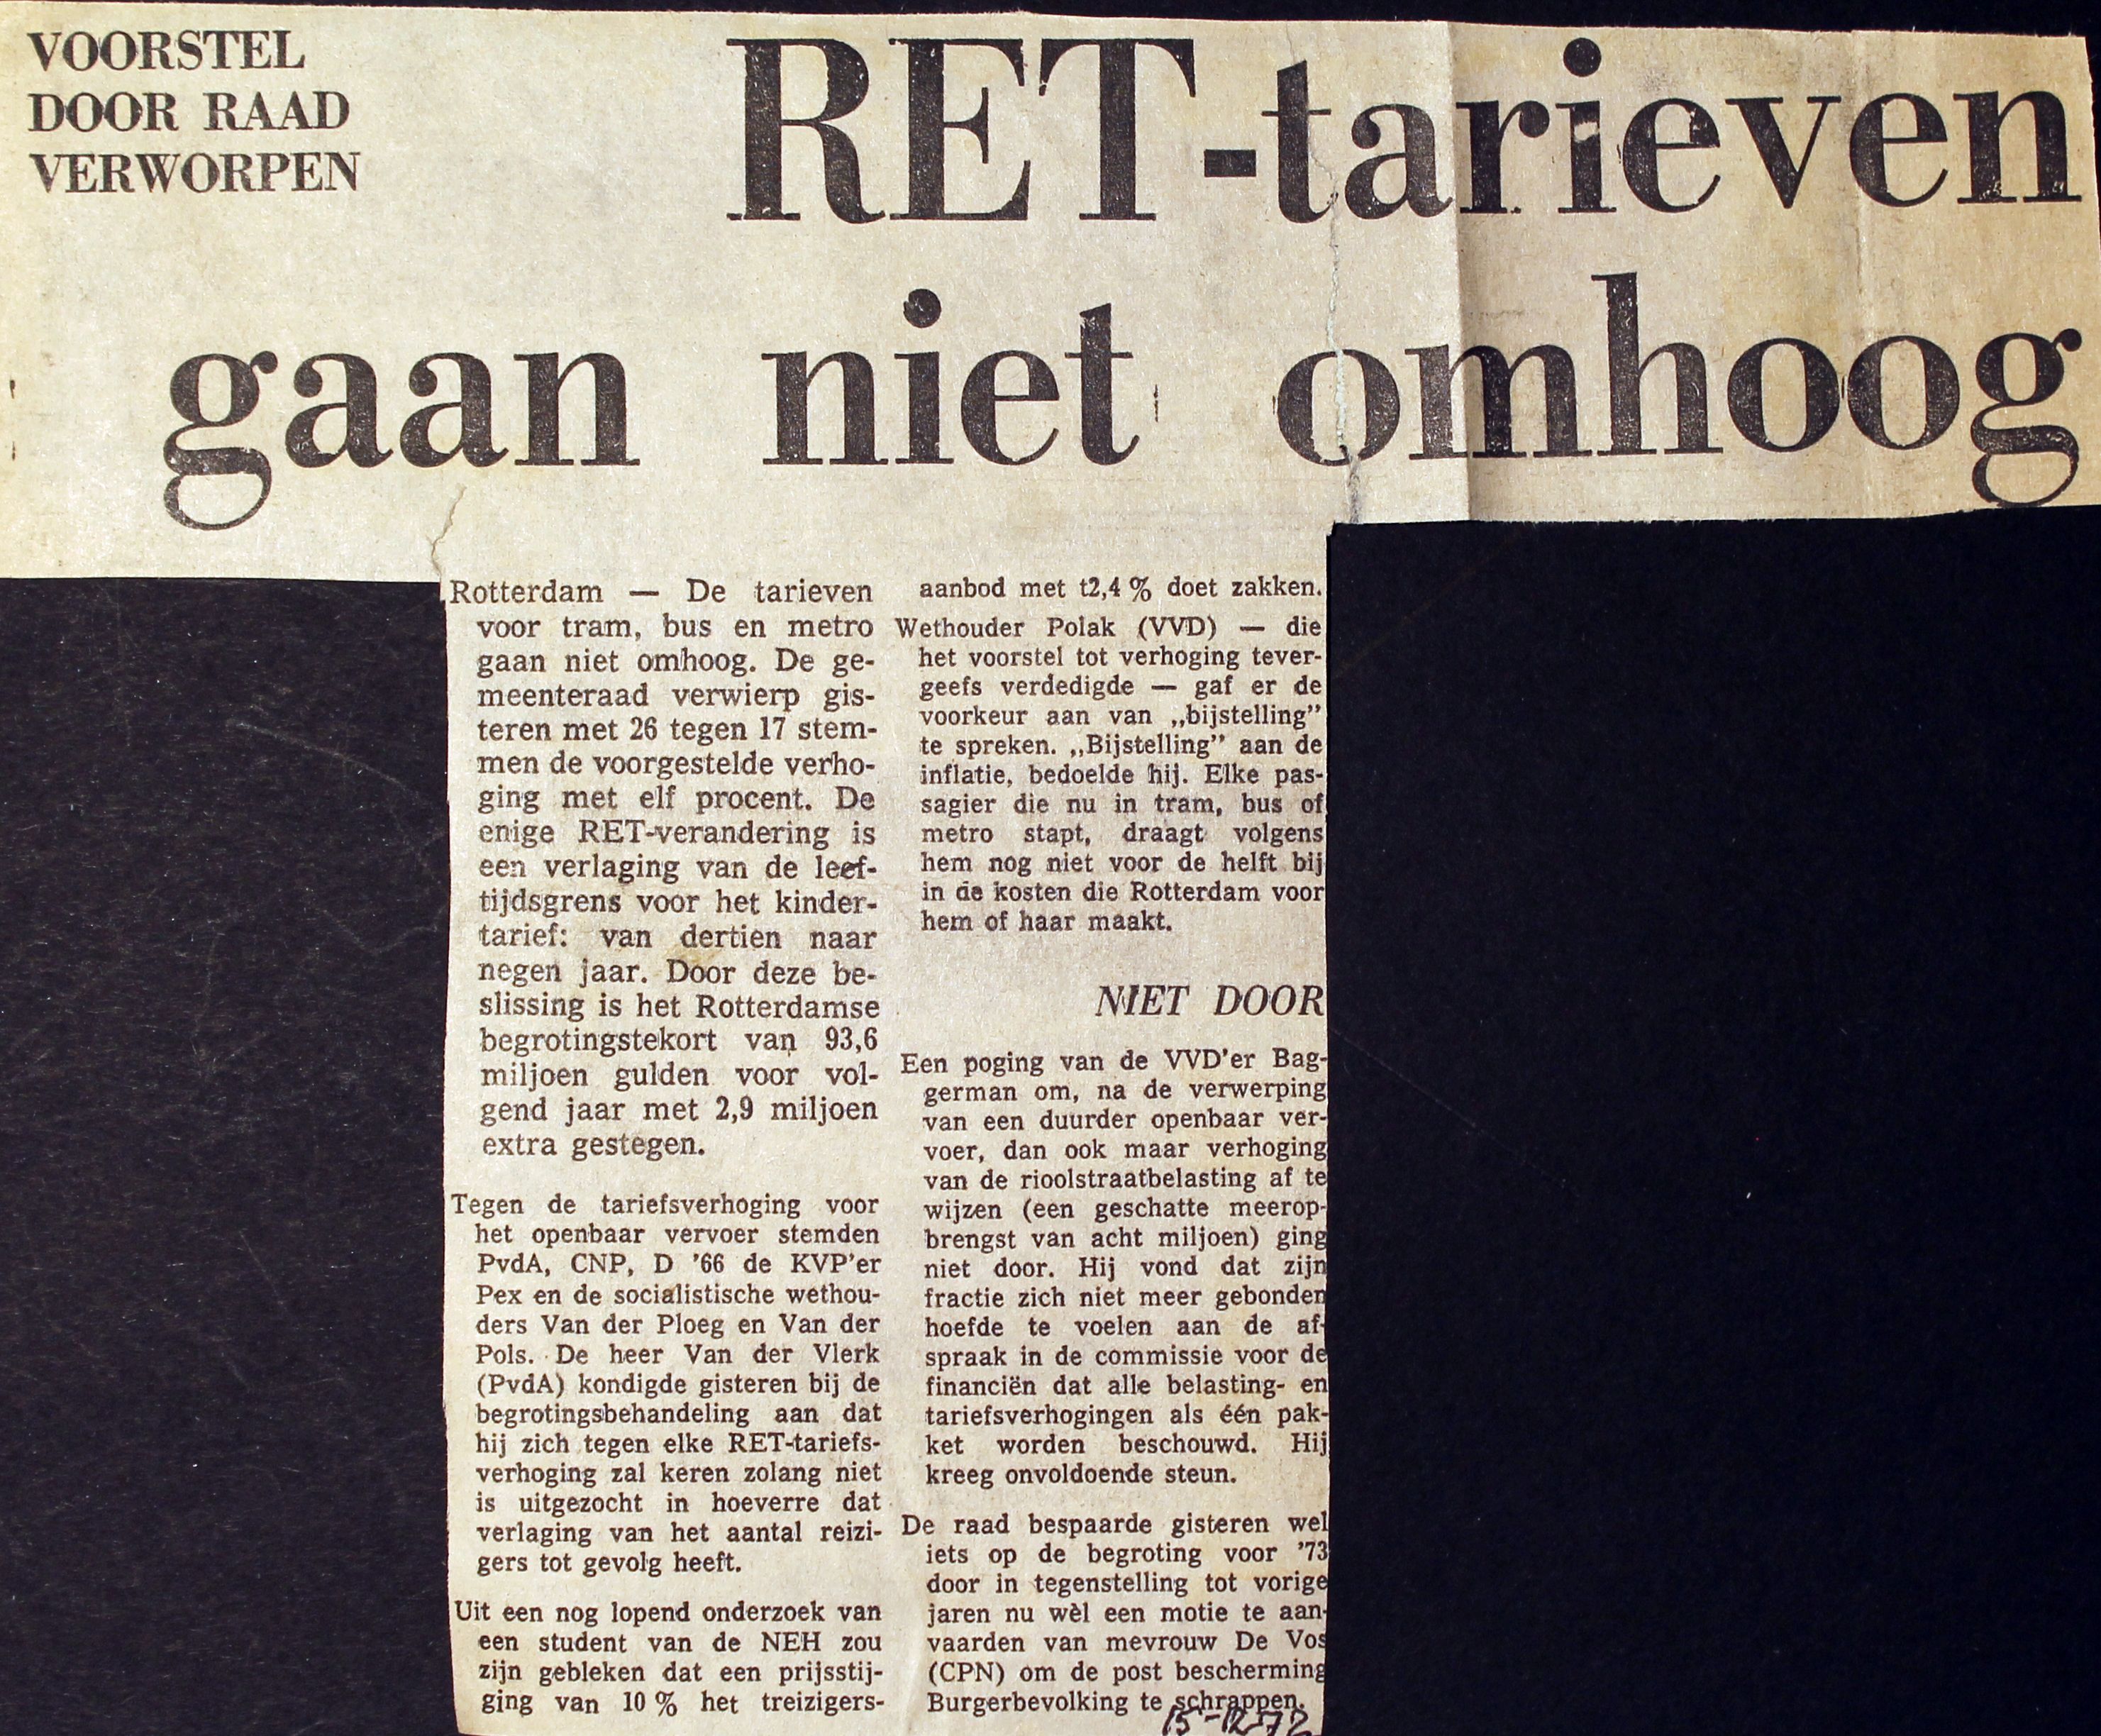 VOORSTEL
DOOR RAAD
VERWORPEN
RET-tarieven
gaan niet omhoog
Rotterdam — De tarieven
voor tram, bus en metro
gaan niet omhoog. De ge-
meenteraad verwierp gis-
teren met 26 tegen 17 stem-
men de voorgestelde verho-
ging met elf procent. De
enige RET-verandering is
een verlaging van de leef-
tijdsgrens voor het kinder-
tarief: van dertien naar
negen jaar. Door deze be-
slissing is het Rotterdamse
begrotingstekort van 93,6
miljoen gulden voor vol-
gend jaar met 2,9 miljoen
extra gestegen.
Tegen de tariefsverhoging voor
het openbaar vervoer stemden
PvdA, CNP, D '66 de KVP'er
Pex en de socialistische wethou-
ders Van der Ploeg en Van der
Pols. De heer Van der Vlerk
(PvdA) kondigde gisteren bij de
begrotingsbehandeling aan dat
hij zich tegen elke RET-tariefs-
verhoging zal keren zolang niet
is uitgezocht in hoeverre dat
verlaging van het aantal reizi-
gers tot gevolg heeft.
Uit een nog lopend onderzoek van
een student van de NEH zou
zijn gebleken dat een prijsstij-
ging van 10 % het treizigers-
aanbod met t2,4 % doet zakken.
Wethouder Polak (VVD) — die
het voorstel tot verhoging tever-
geefs verdedigde — gaf er de
voorkeur aan van „bijstelling”
te spreken. „Bijstelling” aan de
inflatie, bedoelde hij. Elke pas-
sagier die nu in tram, bus of
metro stapt, draagt volgens
hem nog niet voor de helft bij
in de kosten die Rotterdam voor
hem of haar maakt.
NIET DOOR
Een poging van de VVD'er Bag-
german om, na de verwerping
van een duurder openbaar ver-
voer, dan ook maar verhoging
van de rioolstraatbelasting af te
wijzen (een geschatte meerop-
brengst van acht miljoen) ging
niet door. Hij vond dat zijn
fractie zich niet meer gebonden
hoefde te voelen aan de af-
spraak in de commissie voor de
financiën dat alle belasting- en
tariefsverhogingen als één pak-
ket worden beschouwd. Hij
kreeg onvoldoende steun.
De raad bespaarde gisteren wel
iets op de begroting voor '73
door in tegenstelling tot vorige
jaren nu wèl een motie te aan-
vaarden van mevrouw De Vos
(CPN) om de post bescherming
Burgerbevolking te schrappen.
15-12-72